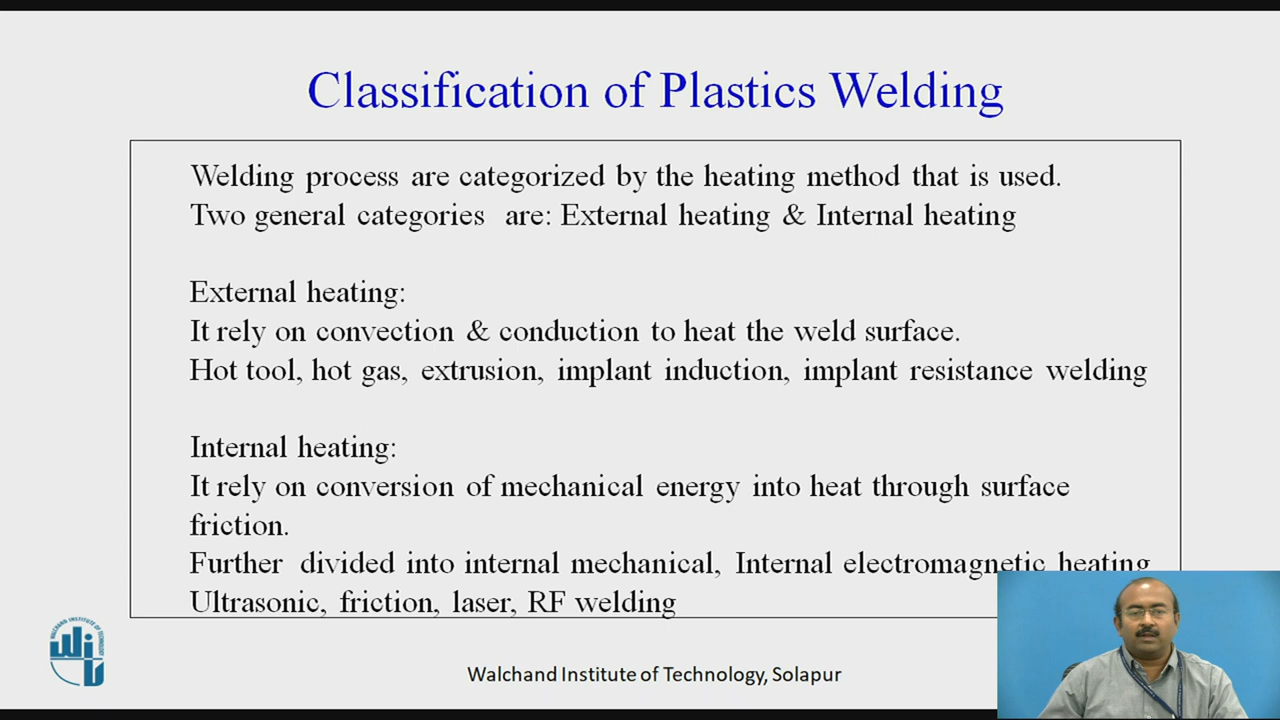 Classification of Plastics Welding
Welding process are categorized by the heating method that is used.
Two general categories are: External heating & Internal heating
External heating:
It rely on convection & conduction to heat the weld surface.
Hot tool, hot gas, extrusion, implant induction, implant resistance welding
Internal heating:
It rely on conversion of mechanical energy into heat through surface
friction.
Further divided into internal mechanical, Internal electromagnetic heating
Ultrasonic, friction, laser, RF welding
WALCHAND INSTITUTE OF TECHNOLOGY
Walchand Institute of Technology, Solapur